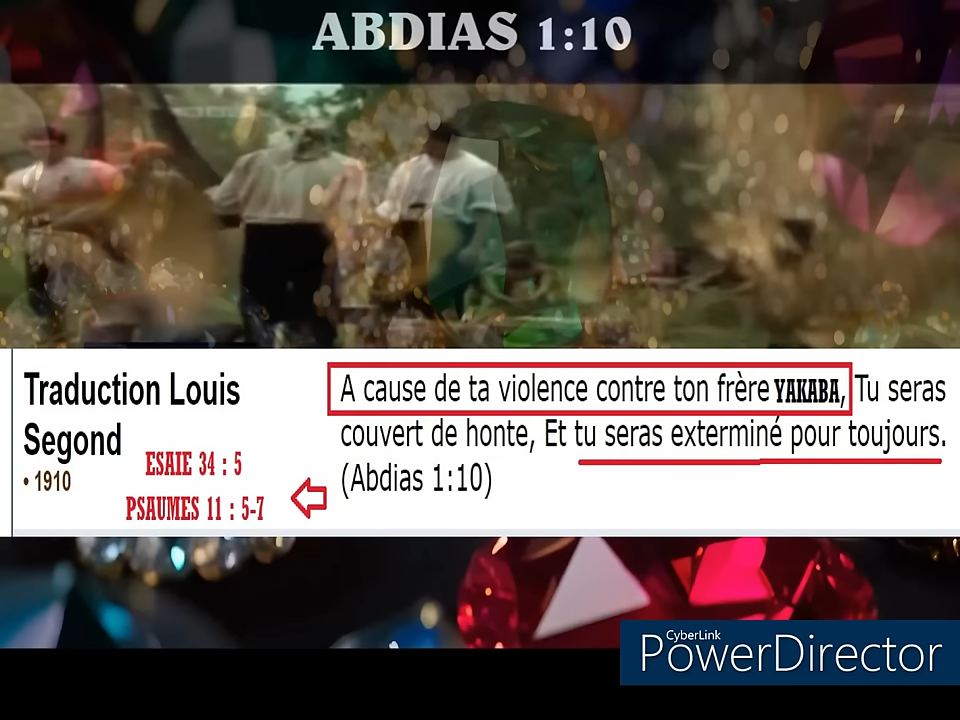 ABDIAS 1:10
Traduction Louis
Segond
• 1910
ESAIE 34 : 5
PSAUMES 11 : 5-7
A cause de ta violence contre ton frère YAKABA, Tu seras
couvert de honte, Et tu seras exterminé pour toujours.
(Abdias 1:10)
CyberLink
PowerDirector